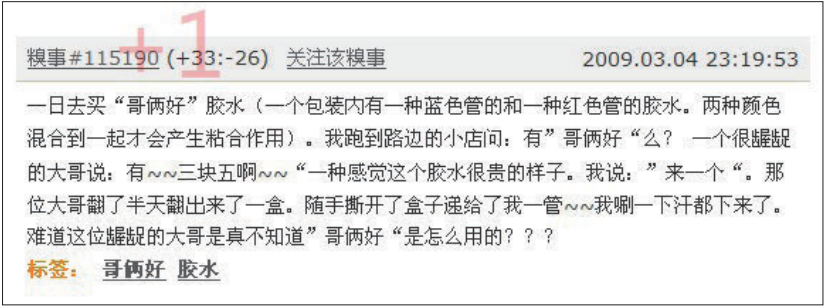 +1
糗事#115190 (+33:-26) 关注该糗事 2009.03.04 23:19:53
一日去买“哥俩好”胶水（一个包装内有一种蓝色管的和一种红色管的胶水。两种颜色
混合到一起才会产生粘合作用）。我跑到路边的小店问：有”哥俩好“么？ 一个很龌龊
的大哥说：有~~三块五啊~~“一种感觉这个胶水很贵的样子。我说：”来一个“。那
位大哥翻了半天翻出来了一盒。随手撕开了盒子递给了我一管~~我唰一下汗都下来了。
难道这位龌龊的大哥是真不知道”哥俩好“是怎么用的？？？
标签： 哥俩好 胶水